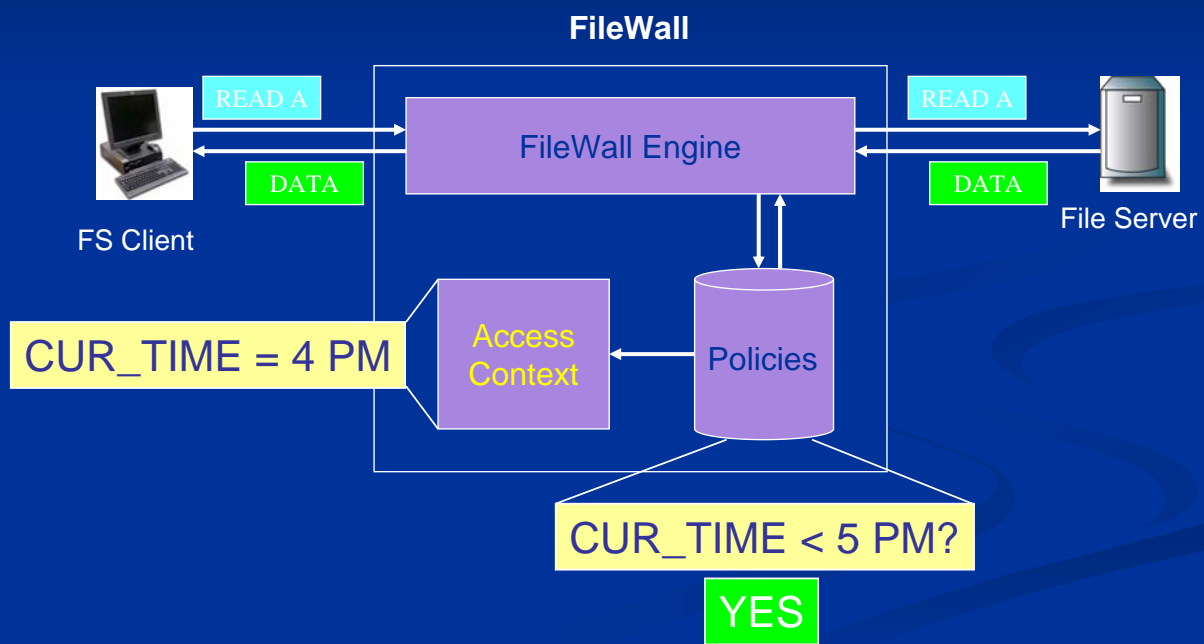 FileWall
READ A
READ A
FileWall Engine
DATA
DATA
FS Client
File Server
CUR_TIME = 4 PM
Access
Context
Policies
CUR_TIME < 5 PM?
YES